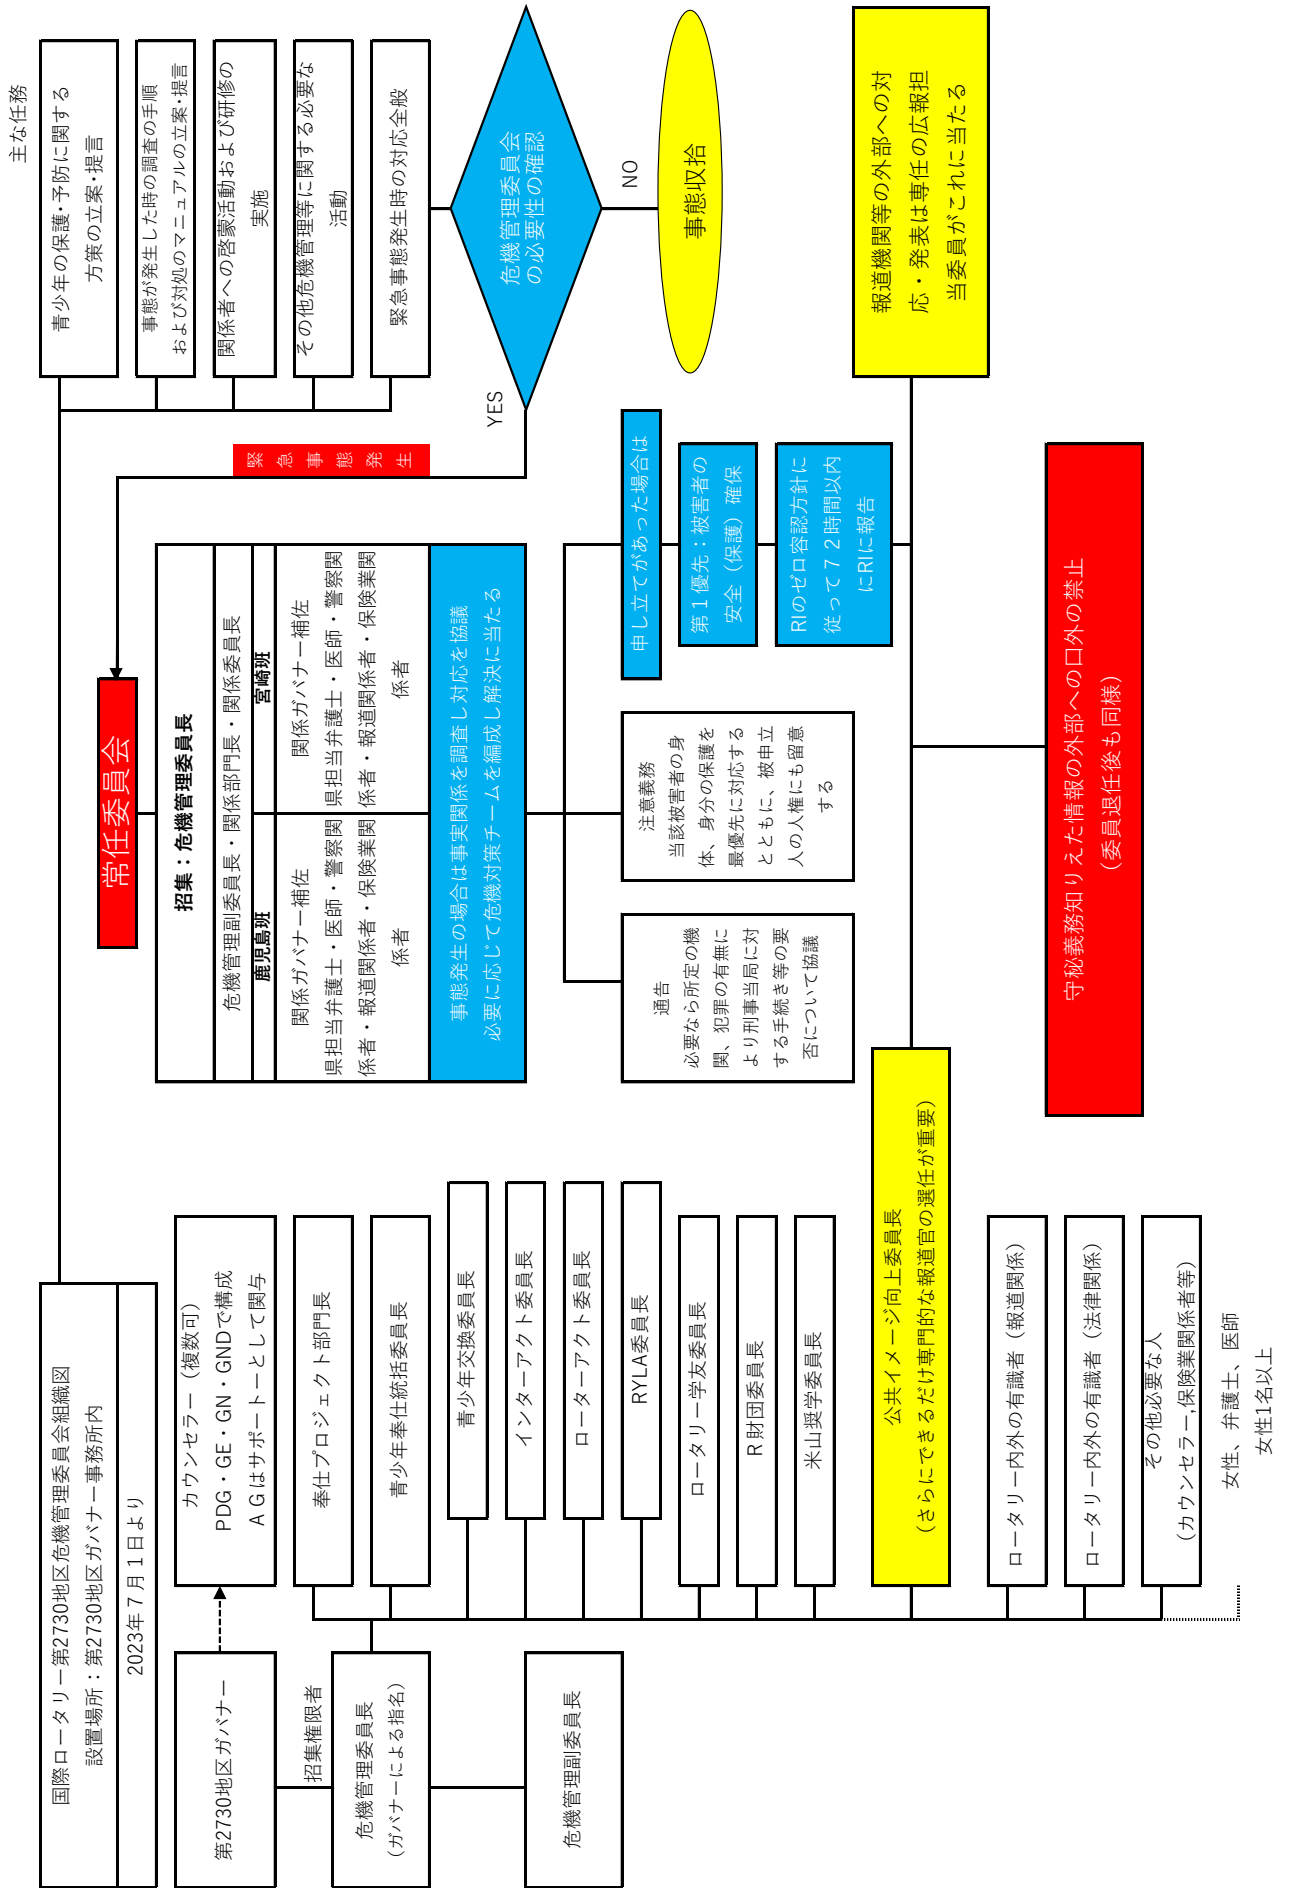 国際ロータリー第2730地区危機管理委員会組織図
設置場所：第2730地区ガバナー事務所内
2023年７月１日より
第2730地区ガバナー
招集権限者
危機管理委員長
（ガバナーによる指名）
危機管理副委員長
カウンセラー（複数可）
PDG・GE・GN・GNDで構成
ＡＧはサポートーとして関与
奉仕プロジェクト部門長
青少年奉仕統括委員長
青少年交換委員長
インターアクト委員長
ローターアクト委員長
RYLA委員長
ロータリー学友委員長
Ｒ財団委員長
米山奨学委員長
公共イメージ向上委員長
（さらにできるだけ専門的な報道官の選任が重要）
ロータリー内外の有識者（報道関係）
ロータリー内外の有識者（法律関係）
その他必要な人
（カウンセラー,保険業関係者等）
女性、弁護士、医師
女性1名以上
常任委員会
招集：危機管理委員長
危機管理副委員長・関係部門長・関係委員長
鹿児島班
宮崎班
関係ガバナー補佐
県担当弁護士・医師・警察関
係者・報道関係者・保険業関
係者
関係ガバナー補佐
県担当弁護士・医師・警察関
係者・報道関係者・保険業関
係者
事態発生の場合は事実関係を調査し対応を協議
必要に応じて危機対策チームを編成し解決に当たる
通告
必要なら所定の機
関、犯罪の有無に
より刑事当局に対
する手続き等の要
否について協議
注意義務
当該被害者の身
体、身分の保護を
最優先に対応する
とともに、被申立
人の人権にも留意
する
申し立てがあった場合は
第１優先：被害者の
安全（保護）確保
RIのゼロ容認方針に
従って７２時間以内
にRIに報告
守秘義務知りえた情報の外部への口外の禁止
（委員退任後も同様）
緊急事態発生
主な任務
青少年の保護・予防に関する
方策の立案・提言
事態が発生した時の調査の手順
および対処のマニュアルの立案・提言
関係者への啓蒙活動および研修の
実施
その他危機管理等に関する必要な
活動
緊急事態発生時の対応全般
危機管理委員会
の必要性の確認
YES
NO
事態収拾
報道機関等の外部への対
応・発表は専任の広報担
当委員がこれに当たる